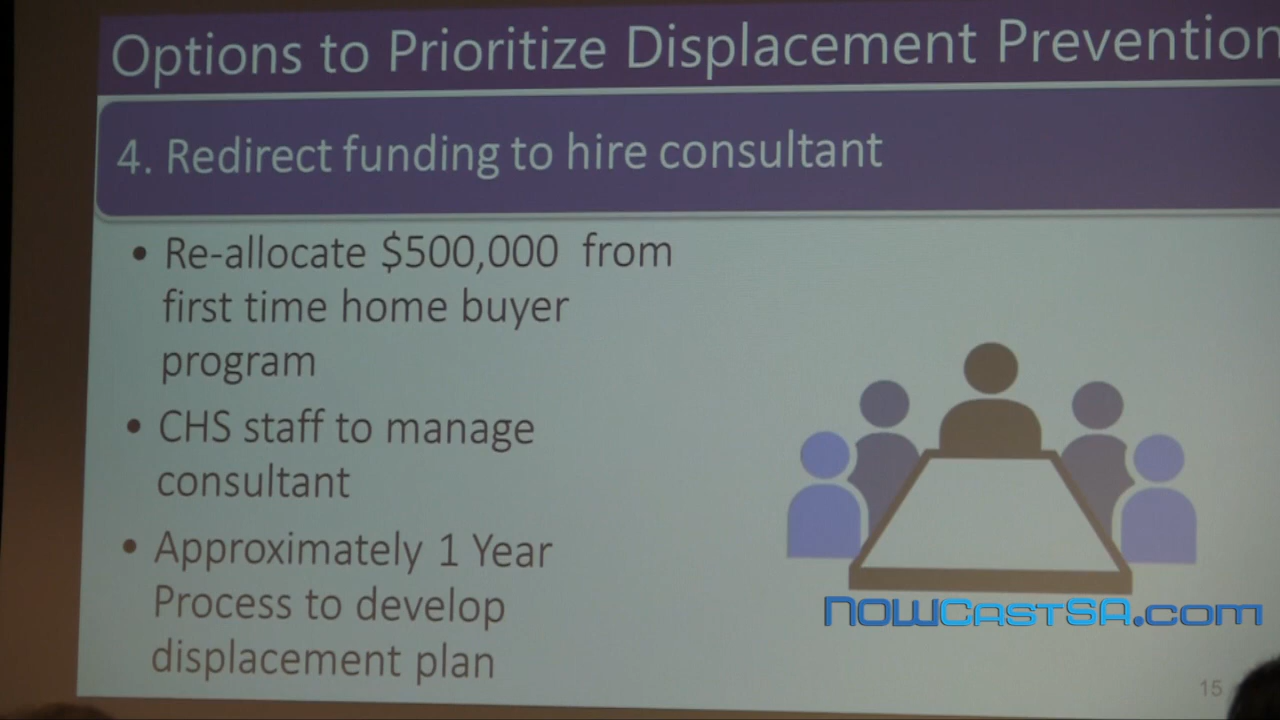 Options to Prioritize Displacement Prevention
4. Redirect funding to hire consultant
• Re-allocate $500,000 from
first time home buyer
program
• CHS staff to manage
consultant
• Approximately 1 Year
Process to develop
displacement plan
NOWCastSA.com
15